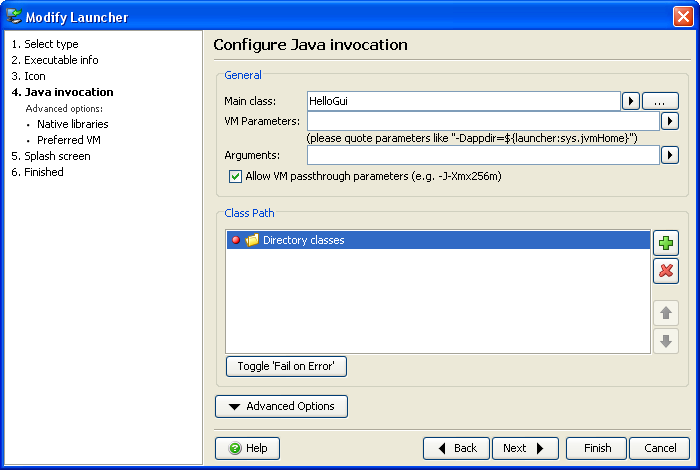 Modify Launcher
1. Select type
2. Executable info
3. Icon
4. Java invocation
Advanced options:
• Native libraries
• Preferred VM
5. Splash screen
6. Finished
Configure Java invocation
General
Main class: HelloGui ...
VM Parameters:
(please quote parameters like "-Dappdir=${launcher:sys.jvmHome}")
Arguments:
Allow VM passthrough parameters (e.g. -J-Xmx256m)
Class Path
Directory classes
Toggle 'Fail on Error'
Advanced Options
Help Back Next Finish Cancel